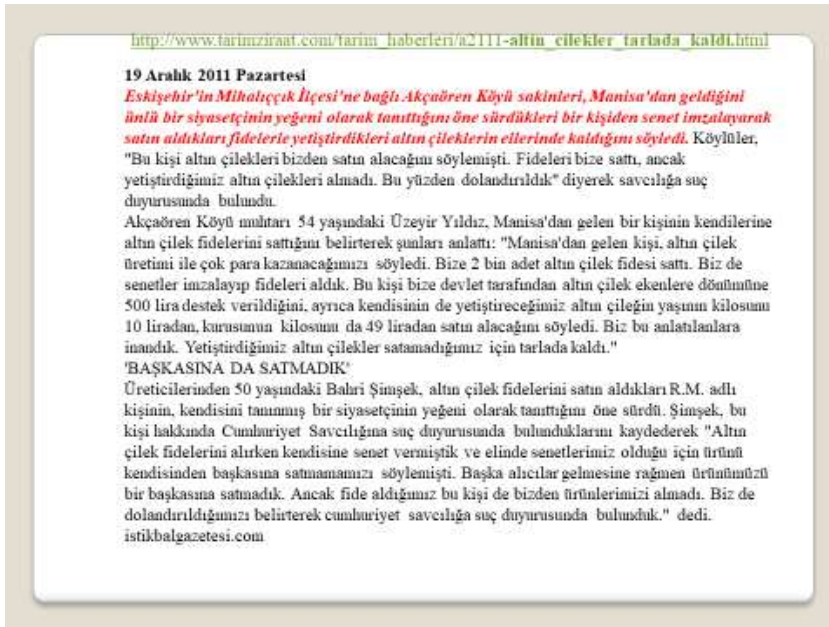 http://www.tarimziraat.com/tarim_haberleri/a2111-altin_cilekler_tarlada_kaldi.html
19 Aralık 2011 Pazartesi
Eskişehir'in Mihalıççık İlçesi'ne bağlı Akçaören Köyü sakinleri, Manisa'dan geldiğini
ünlü bir siyasetçinin yeğeni olarak tanıttığını öne sürdükleri bir kişiden senet imzalayarak
satın aldıkları fidelerle yetiştirdikleri altın çileklerin ellerinde kaldığını söyledi. Köylüler,
"Bu kişi altın çilekleri bizden satın alacağını söylemişti. Fideleri bize sattı, ancak
yetiştirdiğimiz altın çilekleri almadı. Bu yüzden dolandırıldık" diyerek savcılığa suç
duyurusunda bulundu.
Akçaören Köyü muhtarı 54 yaşındaki Üzeyir Yıldız, Manisa'dan gelen bir kişinin kendilerine
altın çilek fidelerini sattığını belirterek şunları anlattı: "Manisa'dan gelen kişi, altın çilek
üretimi ile çok para kazanacağımızı söyledi. Bize 2 bin adet altın çilek fidesi sattı. Biz de
senetler imzalayıp fideleri aldık. Bu kişi bize devlet tarafından altın çilek ekenlere dönümüne
500 lira destek verildiğini, ayrıca kendisinin de yetiştireceğimiz altın çileğin yaşının kilosunu
10 liradan, kurusunun kilosunu da 49 liradan satın alacağını söyledi. Biz bu anlatılanlara
inandık. Yetiştirdiğimiz altın çilekler satamadığımız için tarlada kaldı."
'BAŞKASINA DA SATMADIK'
Üreticilerinden 50 yaşındaki Bahri Şimşek, altın çilek fidelerini satın aldıkları R.M. adlı
kişinin, kendisini tanınmış bir siyasetçinin yeğeni olarak tanıttığını öne sürdü. Şimşek, bu
kişi hakkında Cumhuriyet Savcılığına suç duyurusunda bulunduklarını kaydederek "Altın
çilek fidelerini alırken kendisine senet vermiştik ve elinde senetlerimiz olduğu için ürünü
kendisinden başkasına satmamamızı söylemişti. Başka alıcılar gelmesine rağmen ürünümüzü
bir başkasına satmadık. Ancak fide aldığımız bu kişi de bizden ürünlerimizi almadı. Biz de
dolandırıldığımızı belirterek cumhuriyet savcılığa suç duyurusunda bulunduk." dedi.
istikbalgazetesi.com